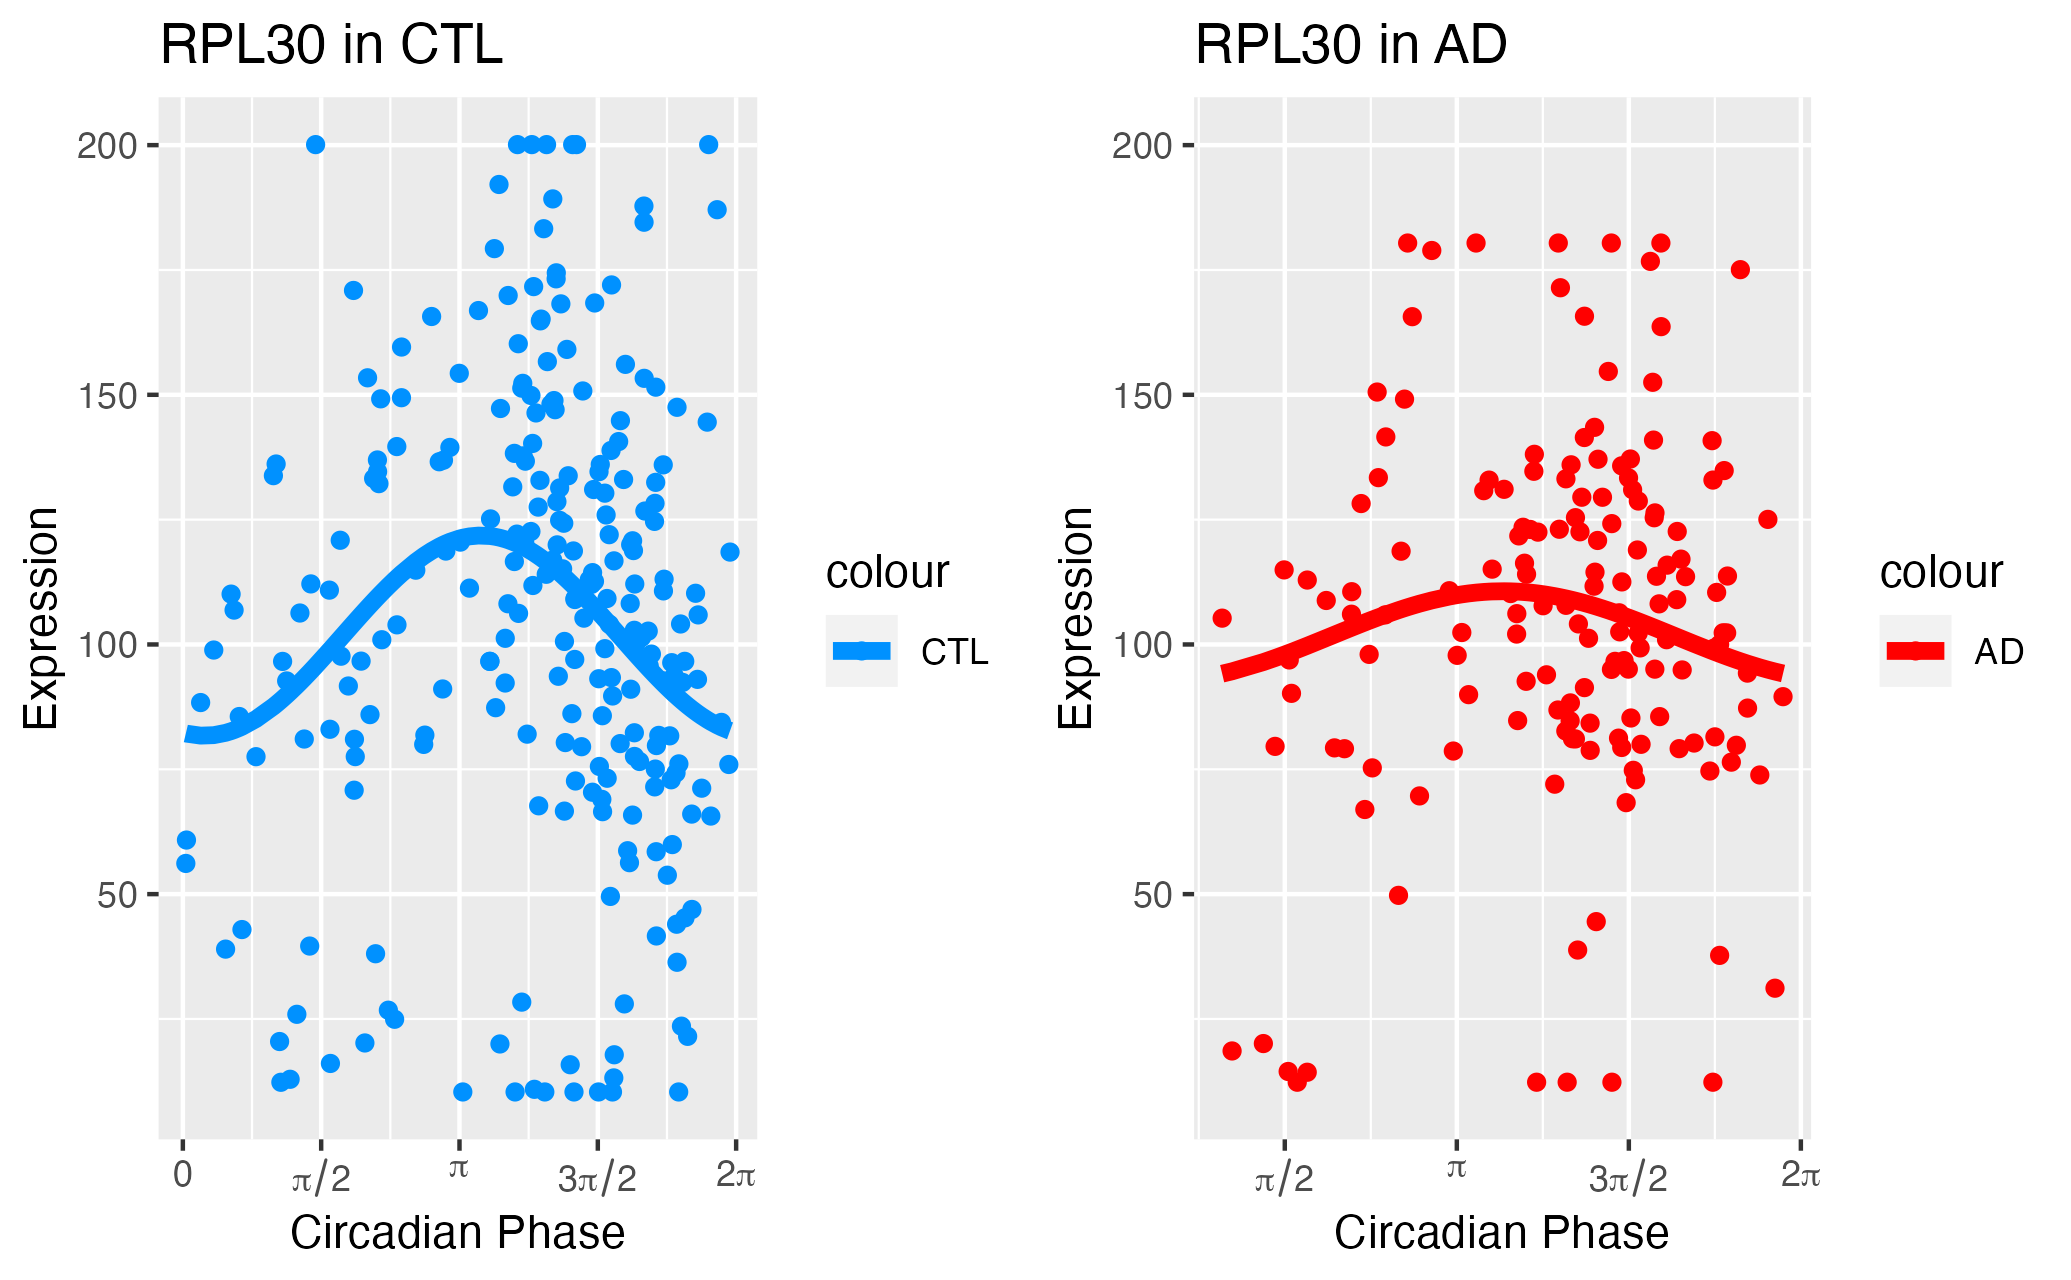 RPL30 in CTL
Expression
200
150
100
50
0
π/2
π
3π/2
2π
Circadian Phase
colour
CTL
RPL30 in AD
Expression
200
150
100
50
π/2
π
3π/2
2π
Circadian Phase
colour
AD